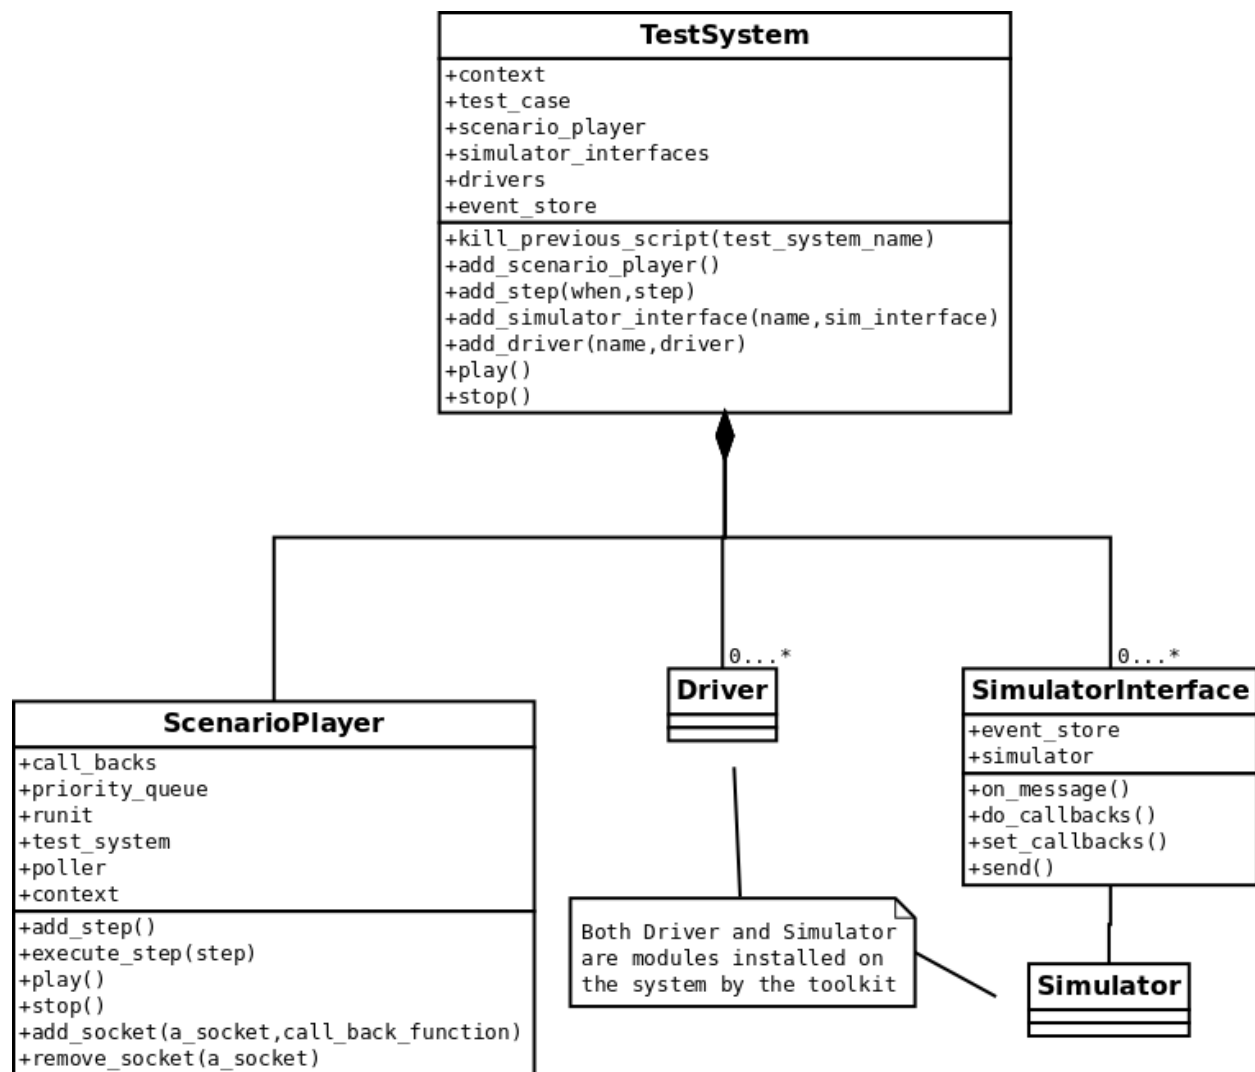 TestSystem
+context
+test_case
+scenario_player
+simulator_interfaces
+drivers
+event_store
+kill_previous_script(test_system_name)
+add_scenario_player()
+add_step(when,step)
+add_simulator_interface(name,sim_interface)
+add_driver(name,driver)
+play()
+stop()
ScenarioPlayer
+call_backs
+priority_queue
+runit
+test_system
+poller
+context
+add_step()
+execute_step(step)
+play()
+stop()
+add_socket(a_socket,call_back_function)
+remove_socket(a_socket)
0...*
Driver
0...*
SimulatorInterface
+event_store
+simulator
+on_message()
+do_callbacks()
+set_callbacks()
+send()
Both Driver and Simulator
are modules installed on
the system by the toolkit
Simulator